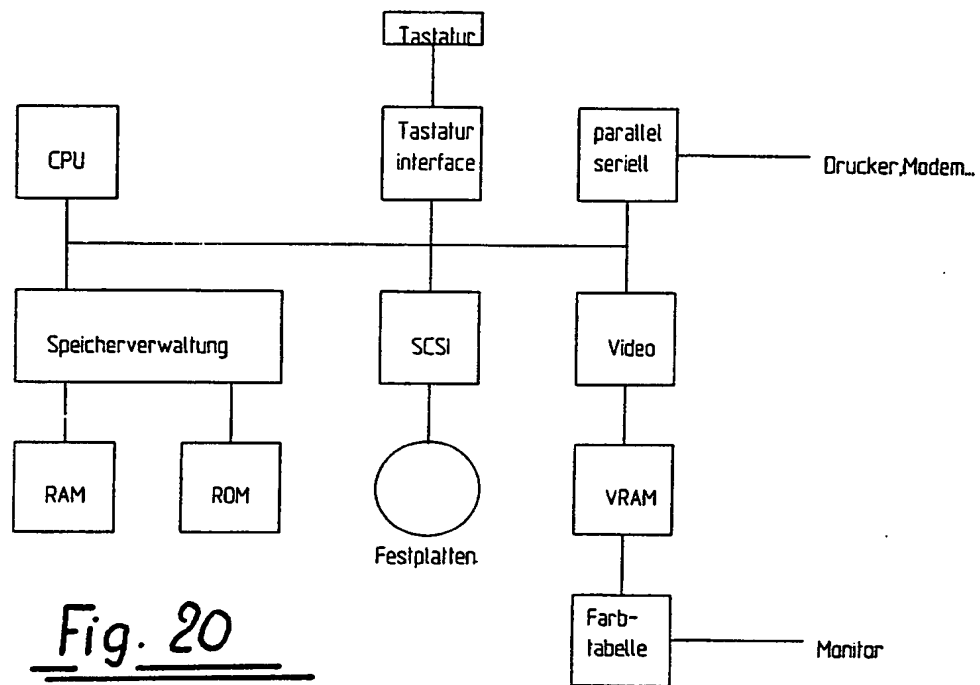 Tastatur
CPU
Tastatur
interface
parallel
seriell
Drucker,Modem...
Speicherverwaltung
SCSI
Video
RAM
ROM
VRAM
Festplatten
Farb-
tabelle
Monitor
Fig. 20